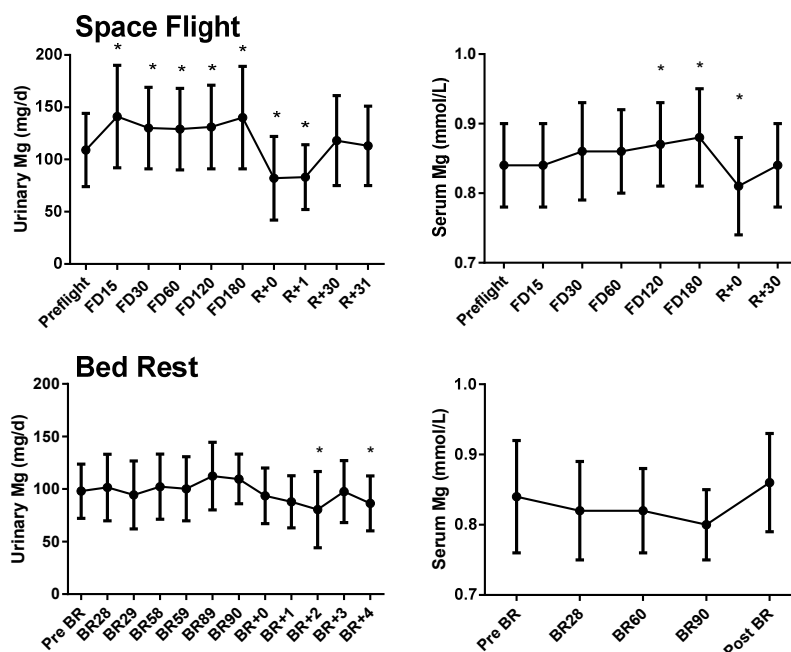 Space Flight
Urinary Mg (mg/d)
200
150
100
50
0
* * * * * * *
Preflight FD15 FD30 FD60 FD120 FD180 R+0 R+1 R+30 R+31
Serum Mg (mmol/L)
1.0
0.9
0.8
0.7
* * *
Preflight FD15 FD30 FD60 FD120 FD180 R+0 R+30
Bed Rest
Urinary Mg (mg/d)
200
150
100
50
0
* *
Pre BR BR28 BR29 BR58 BR59 BR89 BR90 BR+0 BR+1 BR+2 BR+3 BR+4
Serum Mg (mmol/L)
1.0
0.9
0.8
0.7
Pre BR BR28 BR60 BR90 Post BR